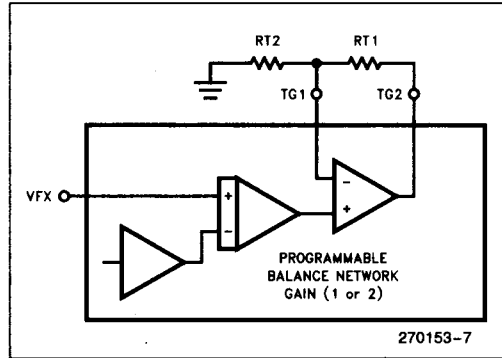 RT2 RT1
TG1 TG2
VFX
+
-
-
+
PROGRAMMABLE
BALANCE NETWORK
GAIN (1 or 2)
270153-7